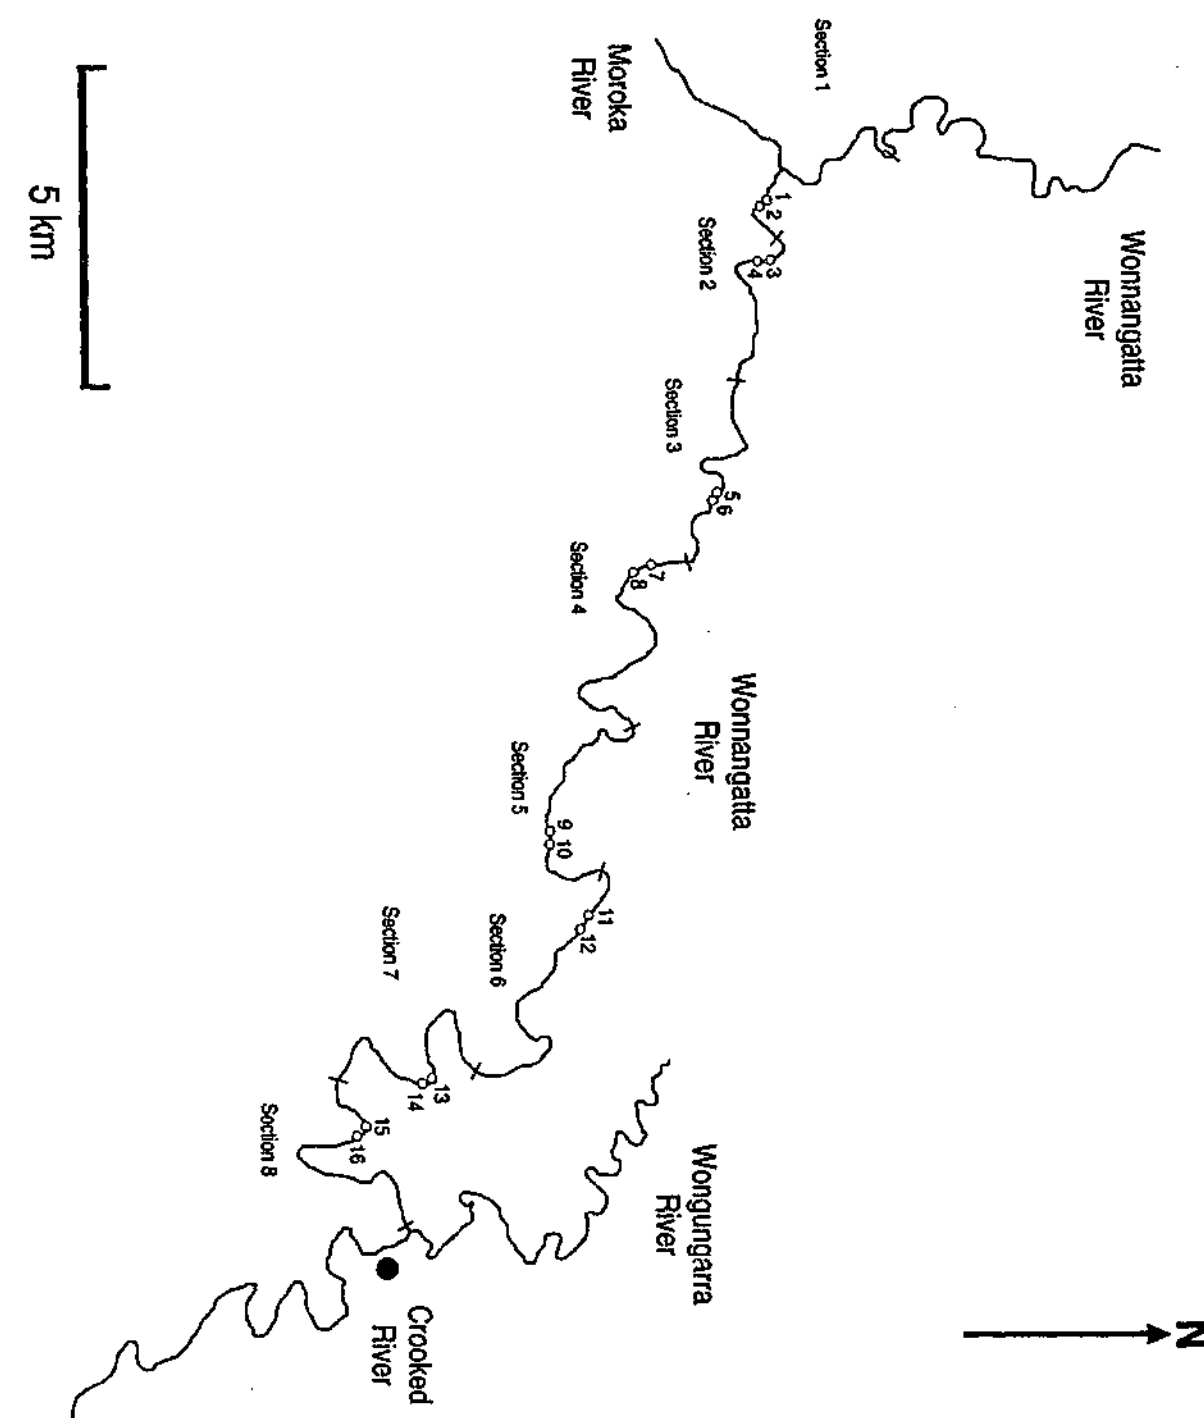 Section 1
Moroka
River
Wonnangatta
River
1
2
Section 2
3
4
5 km
Section 3
5
6
Section 4
7
8
Wonnangatta
River
Section 5
9
10
11
12
Section 6
Section 7
13
14
15
16
Soction 8
Wongungarra
River
Crooked
River
N